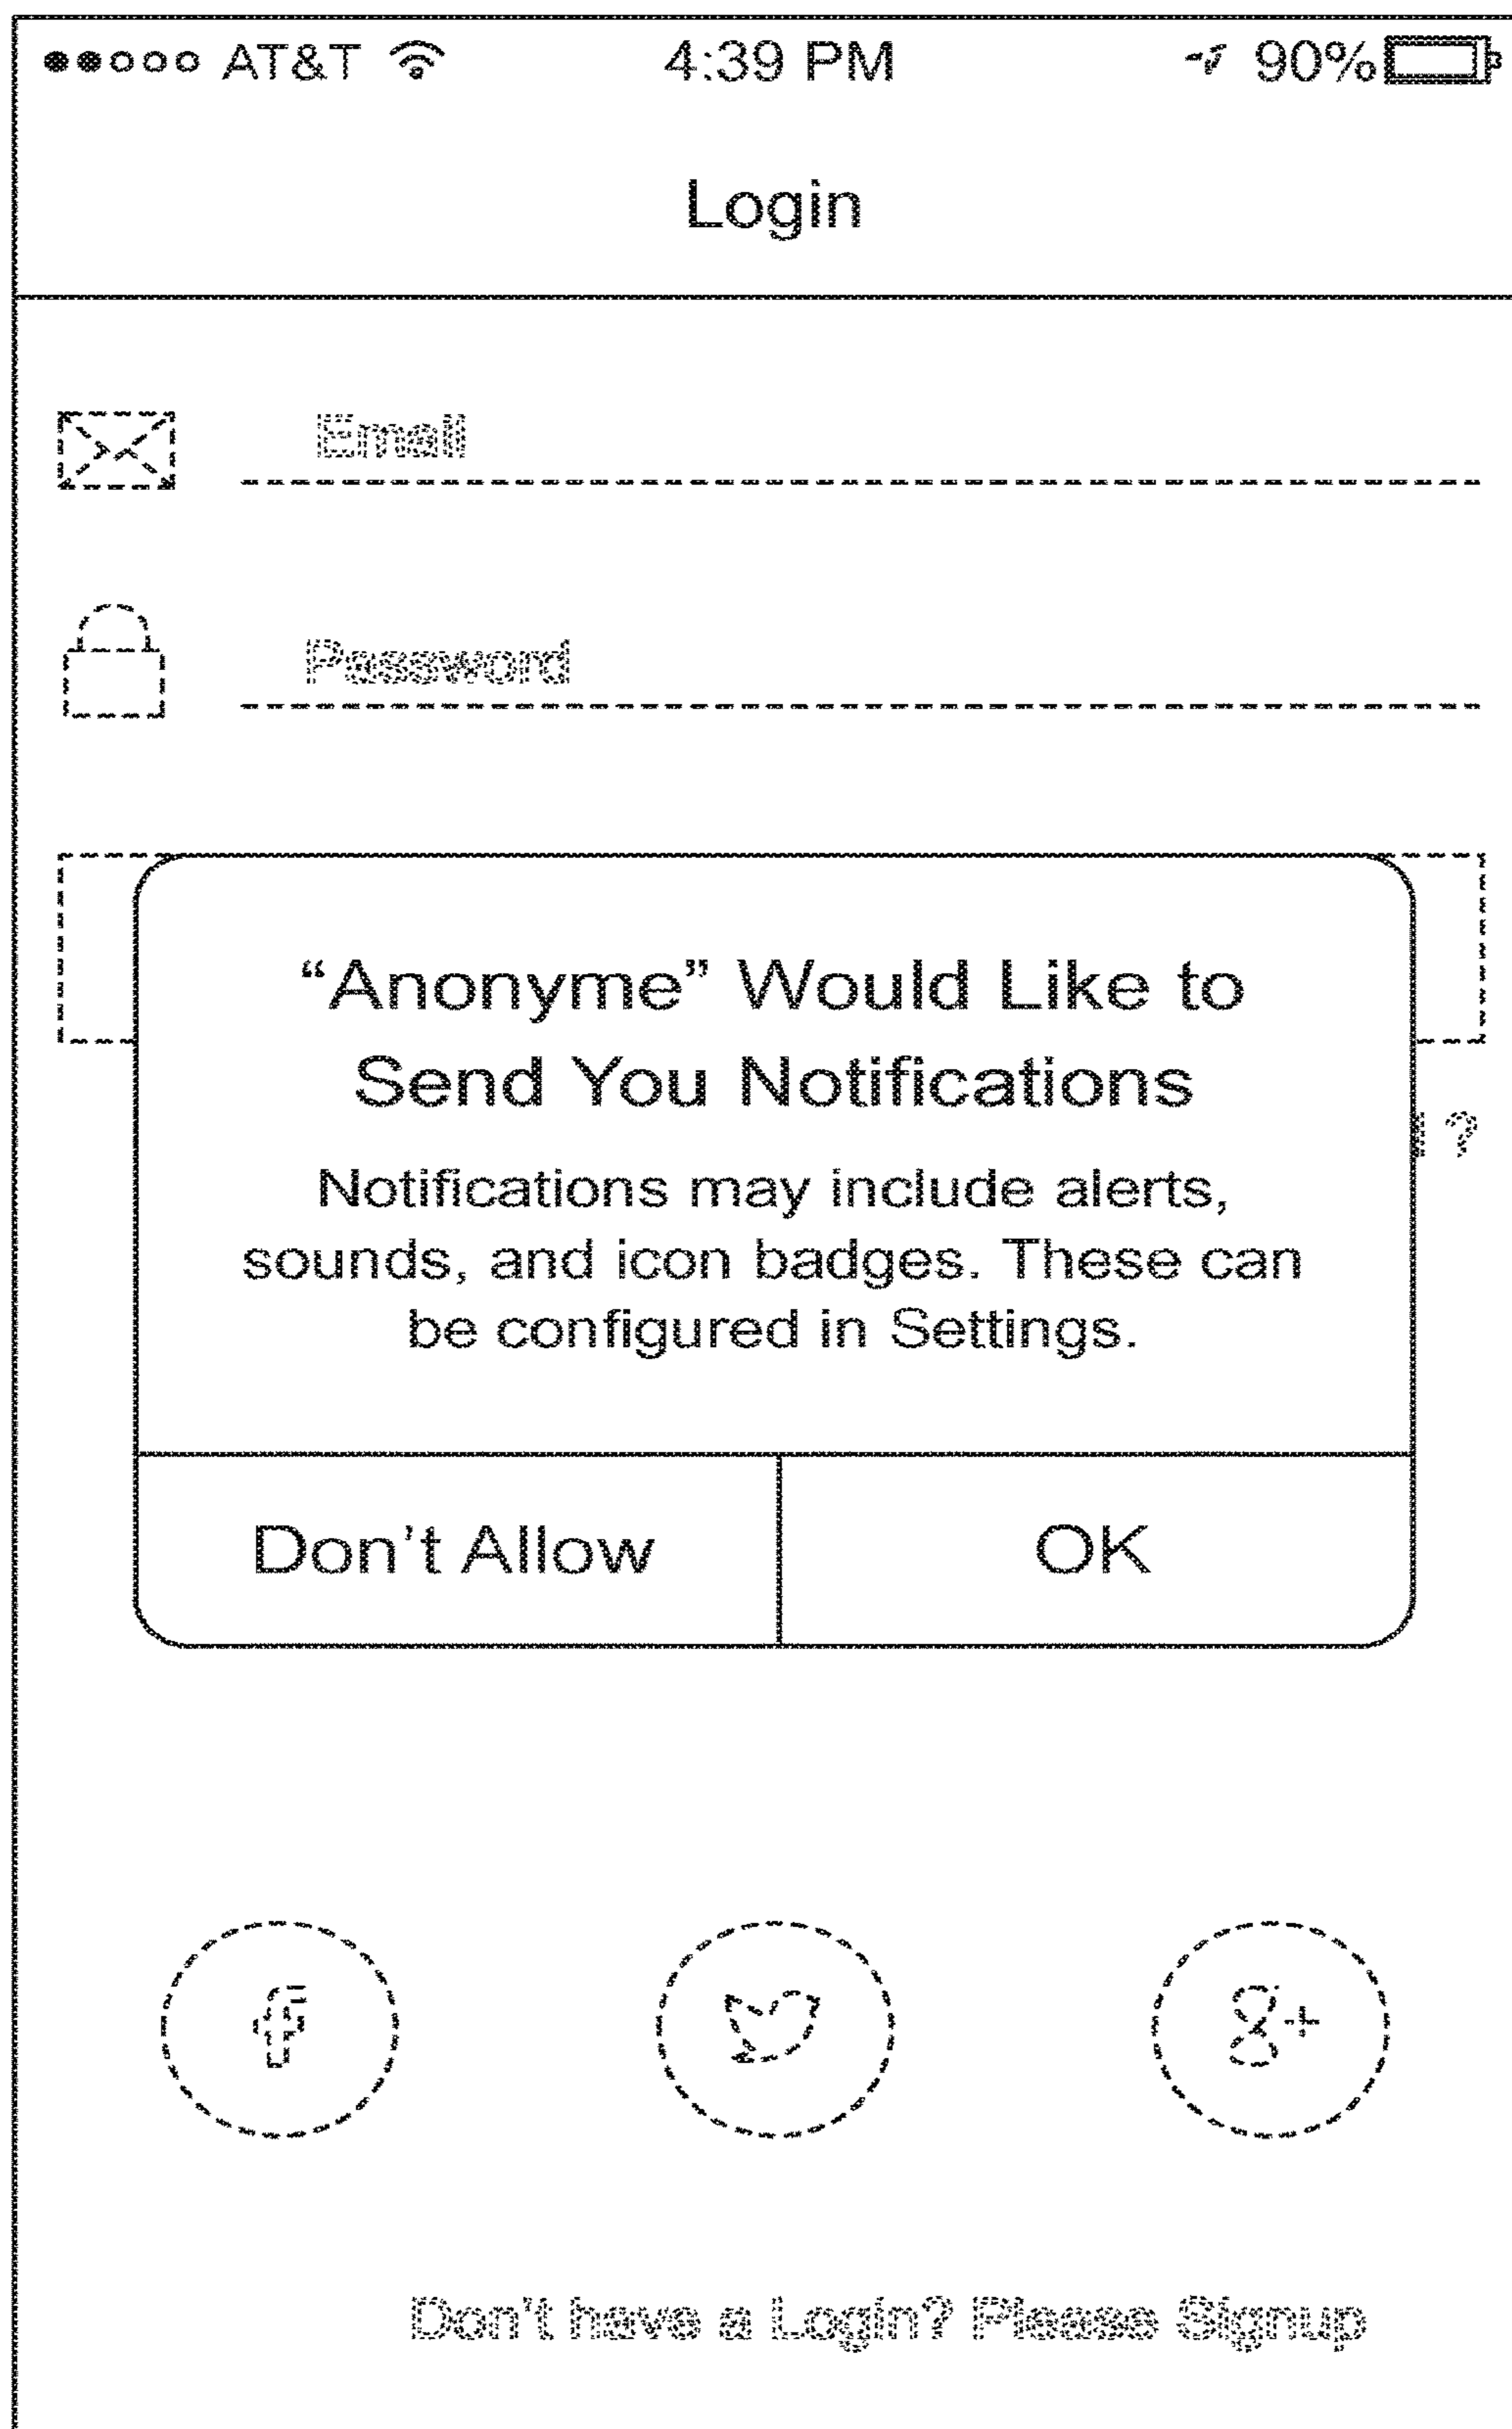 AT&T 4:39 PM 90%
Login
Email
Password
“Anonyme” Would Like to
Send You Notifications
?
Notifications may include alerts,
sounds, and icon badges. These can
be configured in Settings.
Don't Allow OK
f g+
Don't have a Login? Please Signup